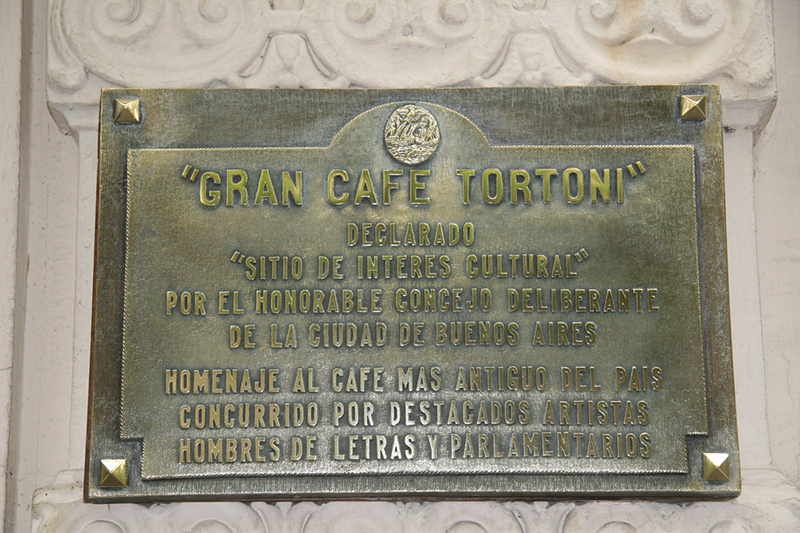 "GRAN CAFE TORTONI"
DECLARADO
"SITIO DE INTERES CULTURAL"
POR EL HONORABLE CONCEJO DELIBERANTE
DE LA CIUDAD DE BUENOS AIRES
HOMENAJE AL CAFE MAS ANTIGUO DEL PAIS
CONCURRIDO POR DESTACADOS ARTISTAS
HOMBRES DE LETRAS Y PARLAMENTARIOS